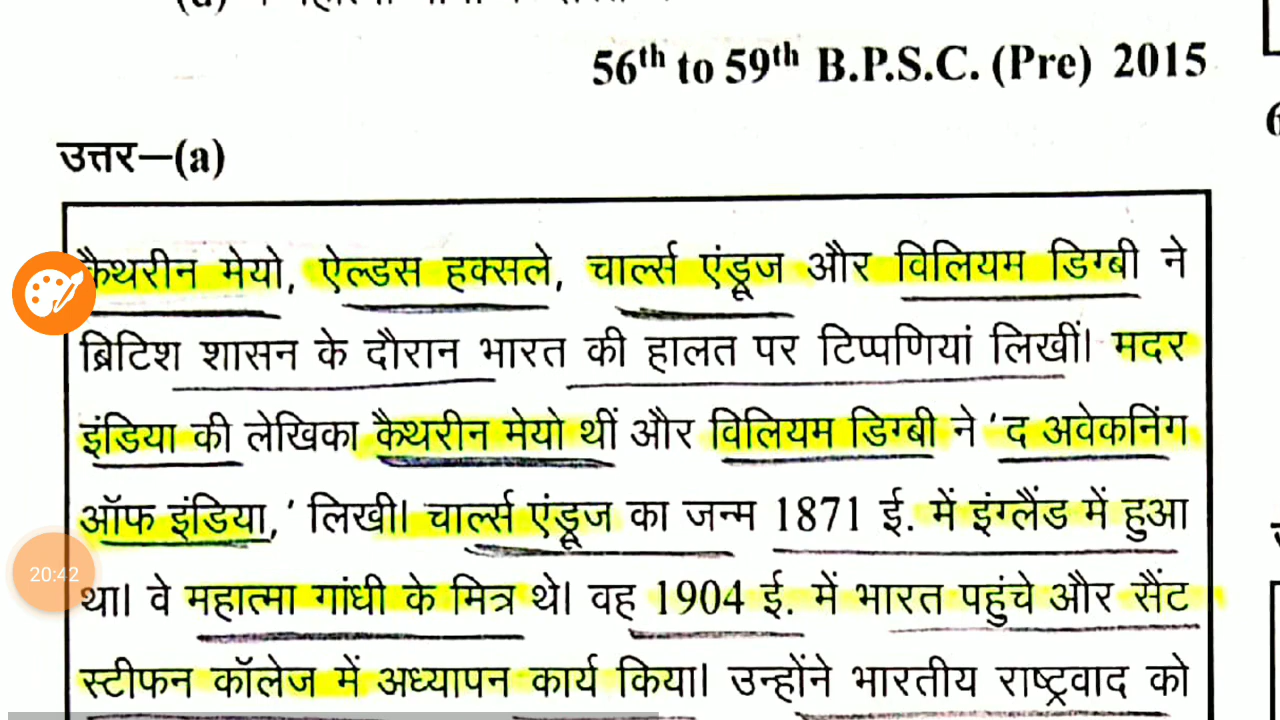 56th to 59th B.P.S.C. (Pre) 2015
उत्तर–(a)
कैथरीन मेयो, ऐल्डस हक्सले, चार्ल्स एंड्रूज और विलियम डिग्बी ने
ब्रिटिश शासन के दौरान भारत की हालत पर टिप्पणियां लिखीं। मदर
इंडिया की लेखिका कैथरीन मेयो थीं और विलियम डिग्बी ने ‘द अवेकनिंग
ऑफ इंडिया,’ लिखी। चार्ल्स एंड्रूज का जन्म 1871 ई. में इंग्लैंड में हुआ
20:42
था। वे महात्मा गांधी के मित्र थे। वह 1904 ई. में भारत पहुंचे और सैंट
स्टीफन कॉलेज में अध्यापन कार्य किया। उन्होंने भारतीय राष्ट्रवाद को